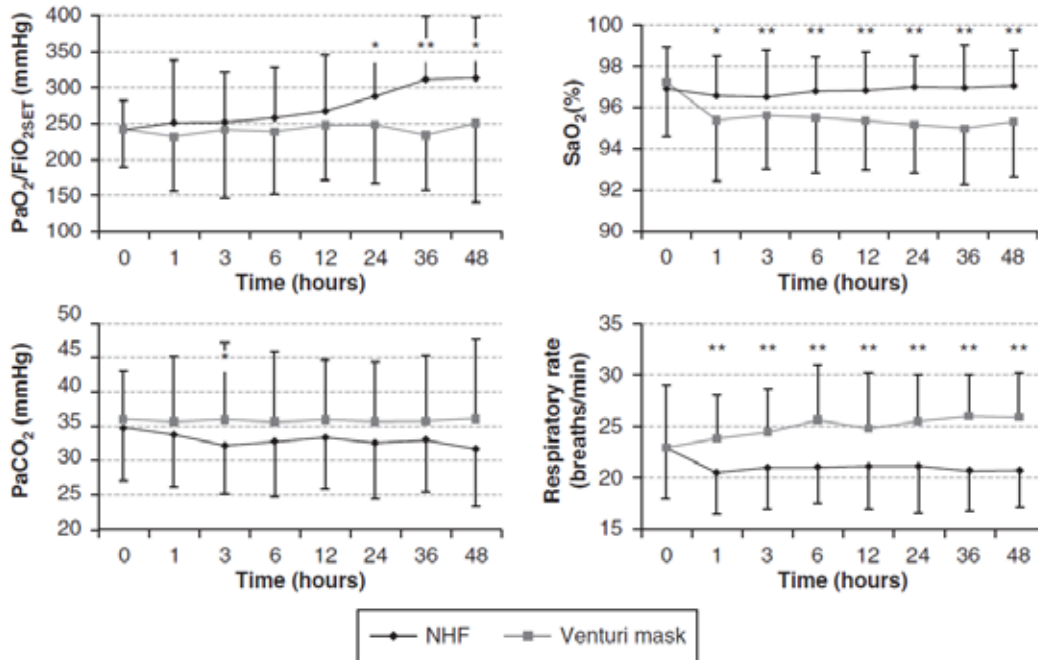 PaO2/FiO2SET (mmHg)
400
350
300
250
200
150
100
* ** *
0 1 3 6 12 24 36 48
Time (hours)
SaO2(%)
100
98
96
94
92
90
* ** ** ** ** ** **
0 1 3 6 12 24 36 48
Time (hours)
PaCO2 (mmHg)
50
45
40
35
30
25
20
*
0 1 3 6 12 24 36 48
Time (hours)
Respiratory rate
(breaths/min)
35
30
25
20
15
** ** ** ** ** ** **
0 1 3 6 12 24 36 48
Time (hours)
NHF Venturi mask